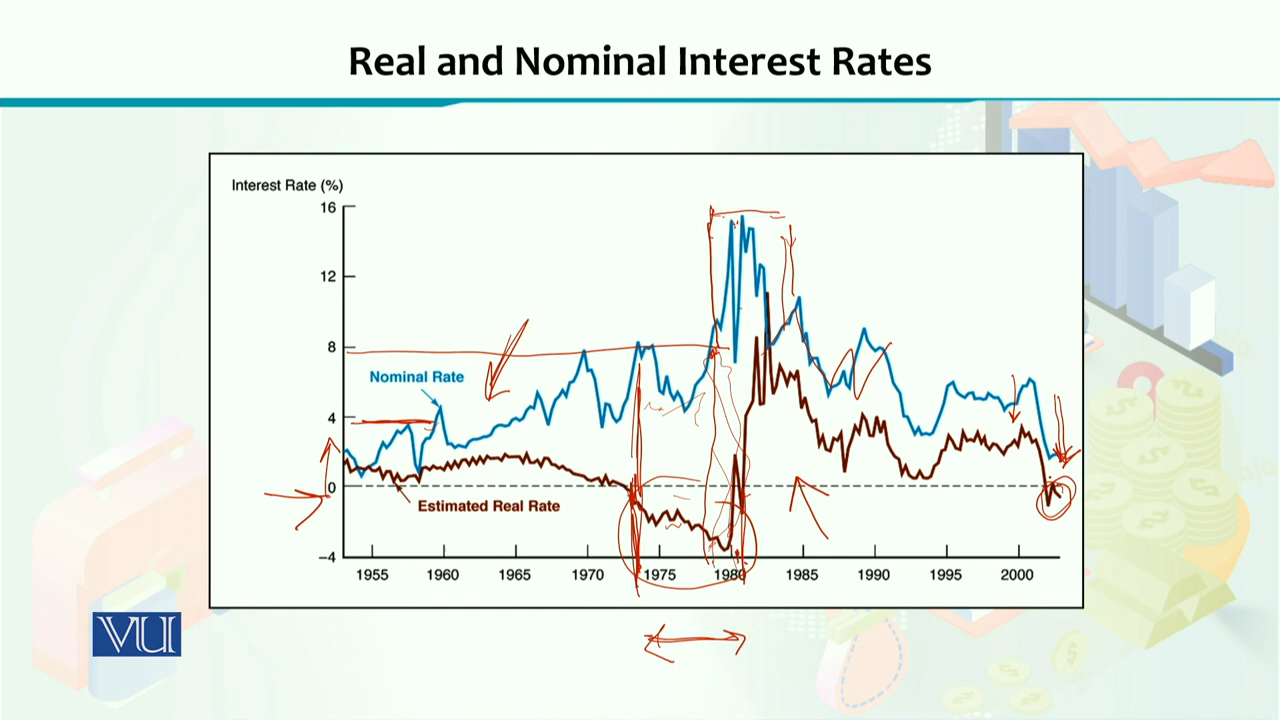 Real and Nominal Interest Rates
Interest Rate (%)
16
12
8
Nominal Rate
4
0
Estimated Real Rate
–4
1955 1960 1965 1970 1975 1980 1985 1990 1995 2000
VU